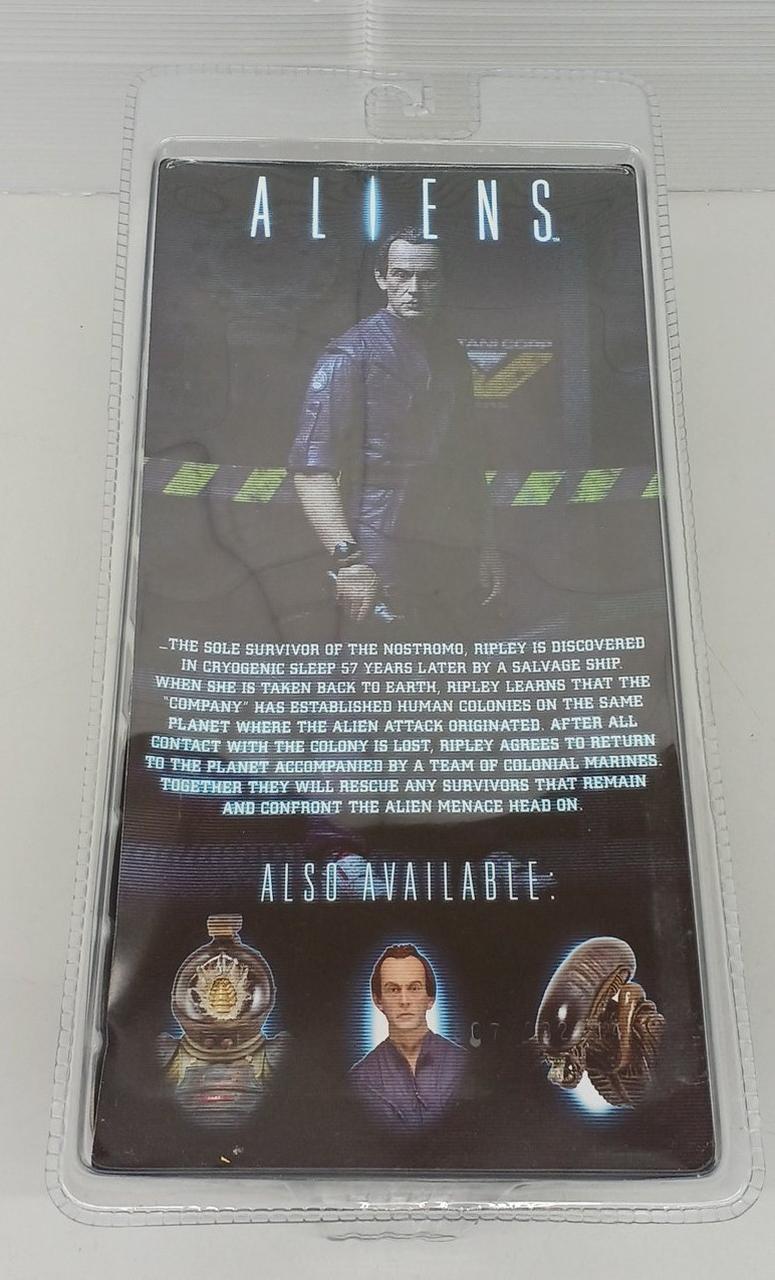 ALIENS™
TANI CORP
_THE SOLE SURVIVOR OF THE NOSTROMO, RIPLEY IS DISCOVERED
IN CRYOGENIC SLEEP 57 YEARS LATER BY A SALVAGE SHIP.
WHEN SHE IS TAKEN BACK TO EARTH, RIPLEY LEARNS THAT THE
"COMPANY" HAS ESTABLISHED HUMAN COLONIES ON THE SAME
PLANET WHERE THE ALIEN ATTACK ORIGINATED. AFTER ALL
CONTACT WITH THE COLONY IS LOST, RIPLEY AGREES TO RETURN
TO THE PLANET ACCOMPANIED BY A TEAM OF COLONIAL MARINES.
TOGETHER THEY WILL RESCUE ANY SURVIVORS THAT REMAIN
AND CONFRONT THE ALIEN MENACE HEAD ON.
ALSO AVAILABLE: